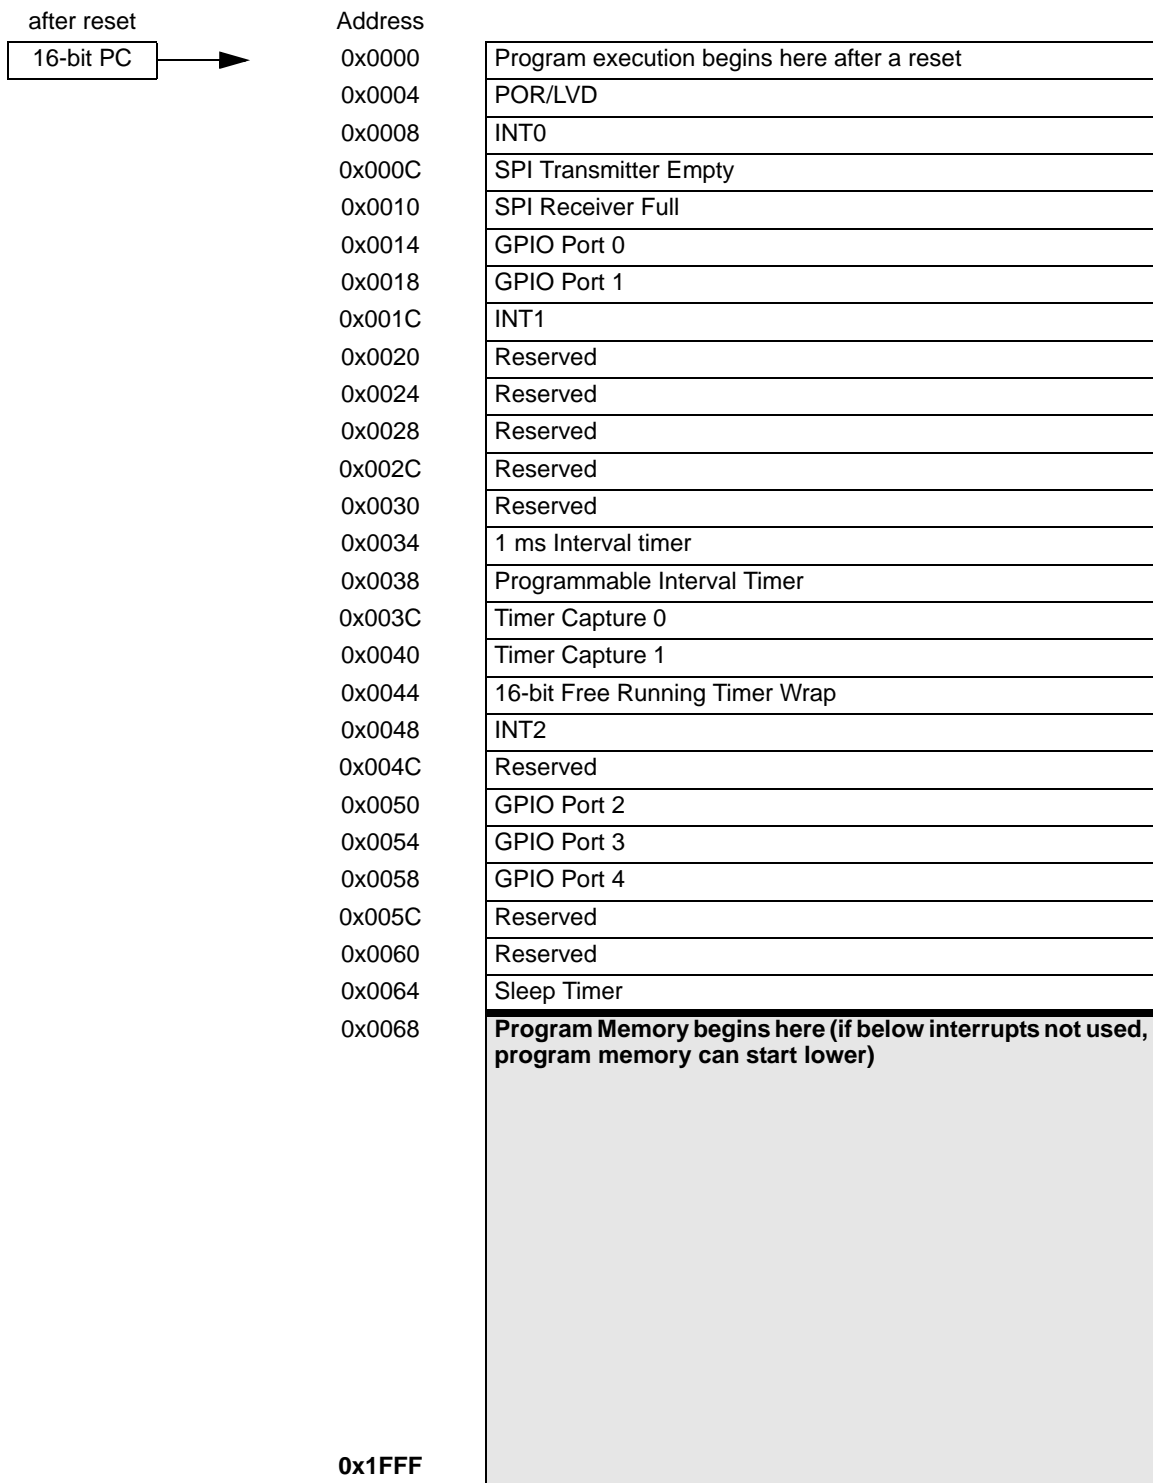 after reset Address
16-bit PC 0x0000 Program execution begins here after a reset
0x0004 POR/LVD
0x0008 INT0
0x000C SPI Transmitter Empty
0x0010 SPI Receiver Full
0x0014 GPIO Port 0
0x0018 GPIO Port 1
0x001C INT1
0x0020 Reserved
0x0024 Reserved
0x0028 Reserved
0x002C Reserved
0x0030 Reserved
0x0034 1 ms Interval timer
0x0038 Programmable Interval Timer
0x003C Timer Capture 0
0x0040 Timer Capture 1
0x0044 16-bit Free Running Timer Wrap
0x0048 INT2
0x004C Reserved
0x0050 GPIO Port 2
0x0054 GPIO Port 3
0x0058 GPIO Port 4
0x005C Reserved
0x0060 Reserved
0x0064 Sleep Timer
0x0068 Program Memory begins here (if below interrupts not used,
program memory can start lower)
0x1FFF